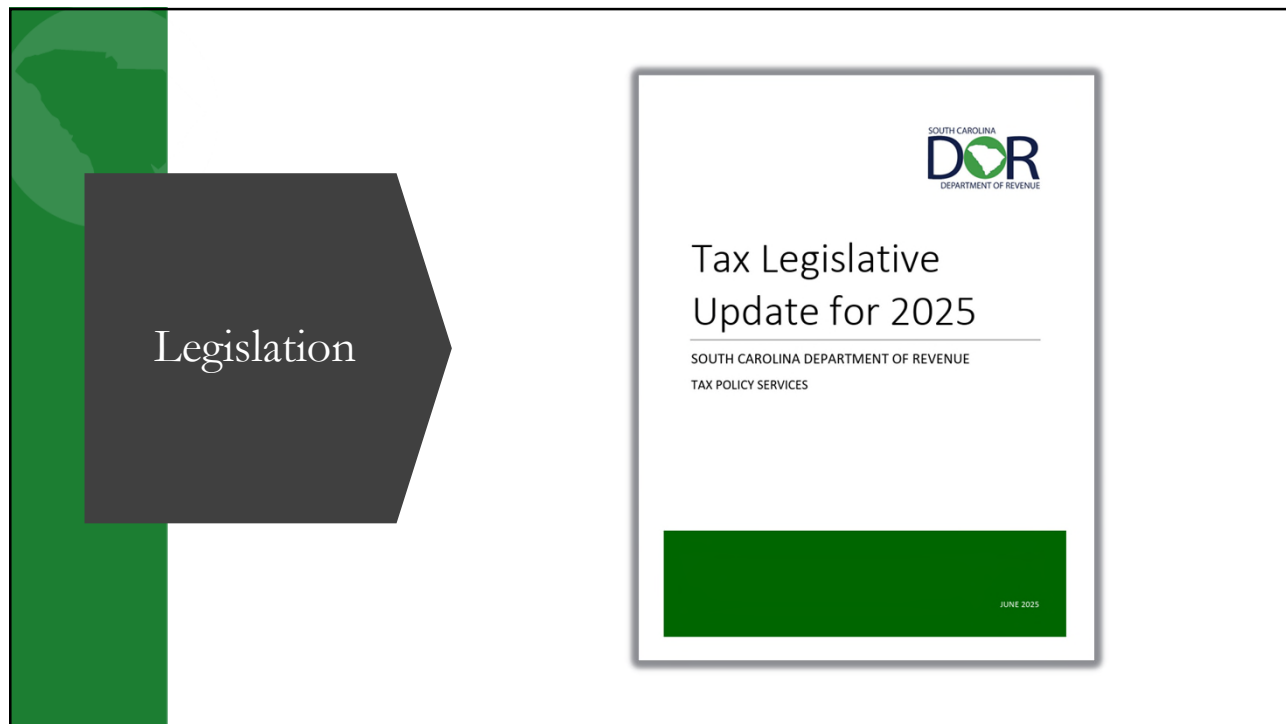 Legislation
SOUTH CAROLINA
DOR
DEPARTMENT OF REVENUE
Tax Legislative
Update for 2025
SOUTH CAROLINA DEPARTMENT OF REVENUE
TAX POLICY SERVICES
JUNE 2025